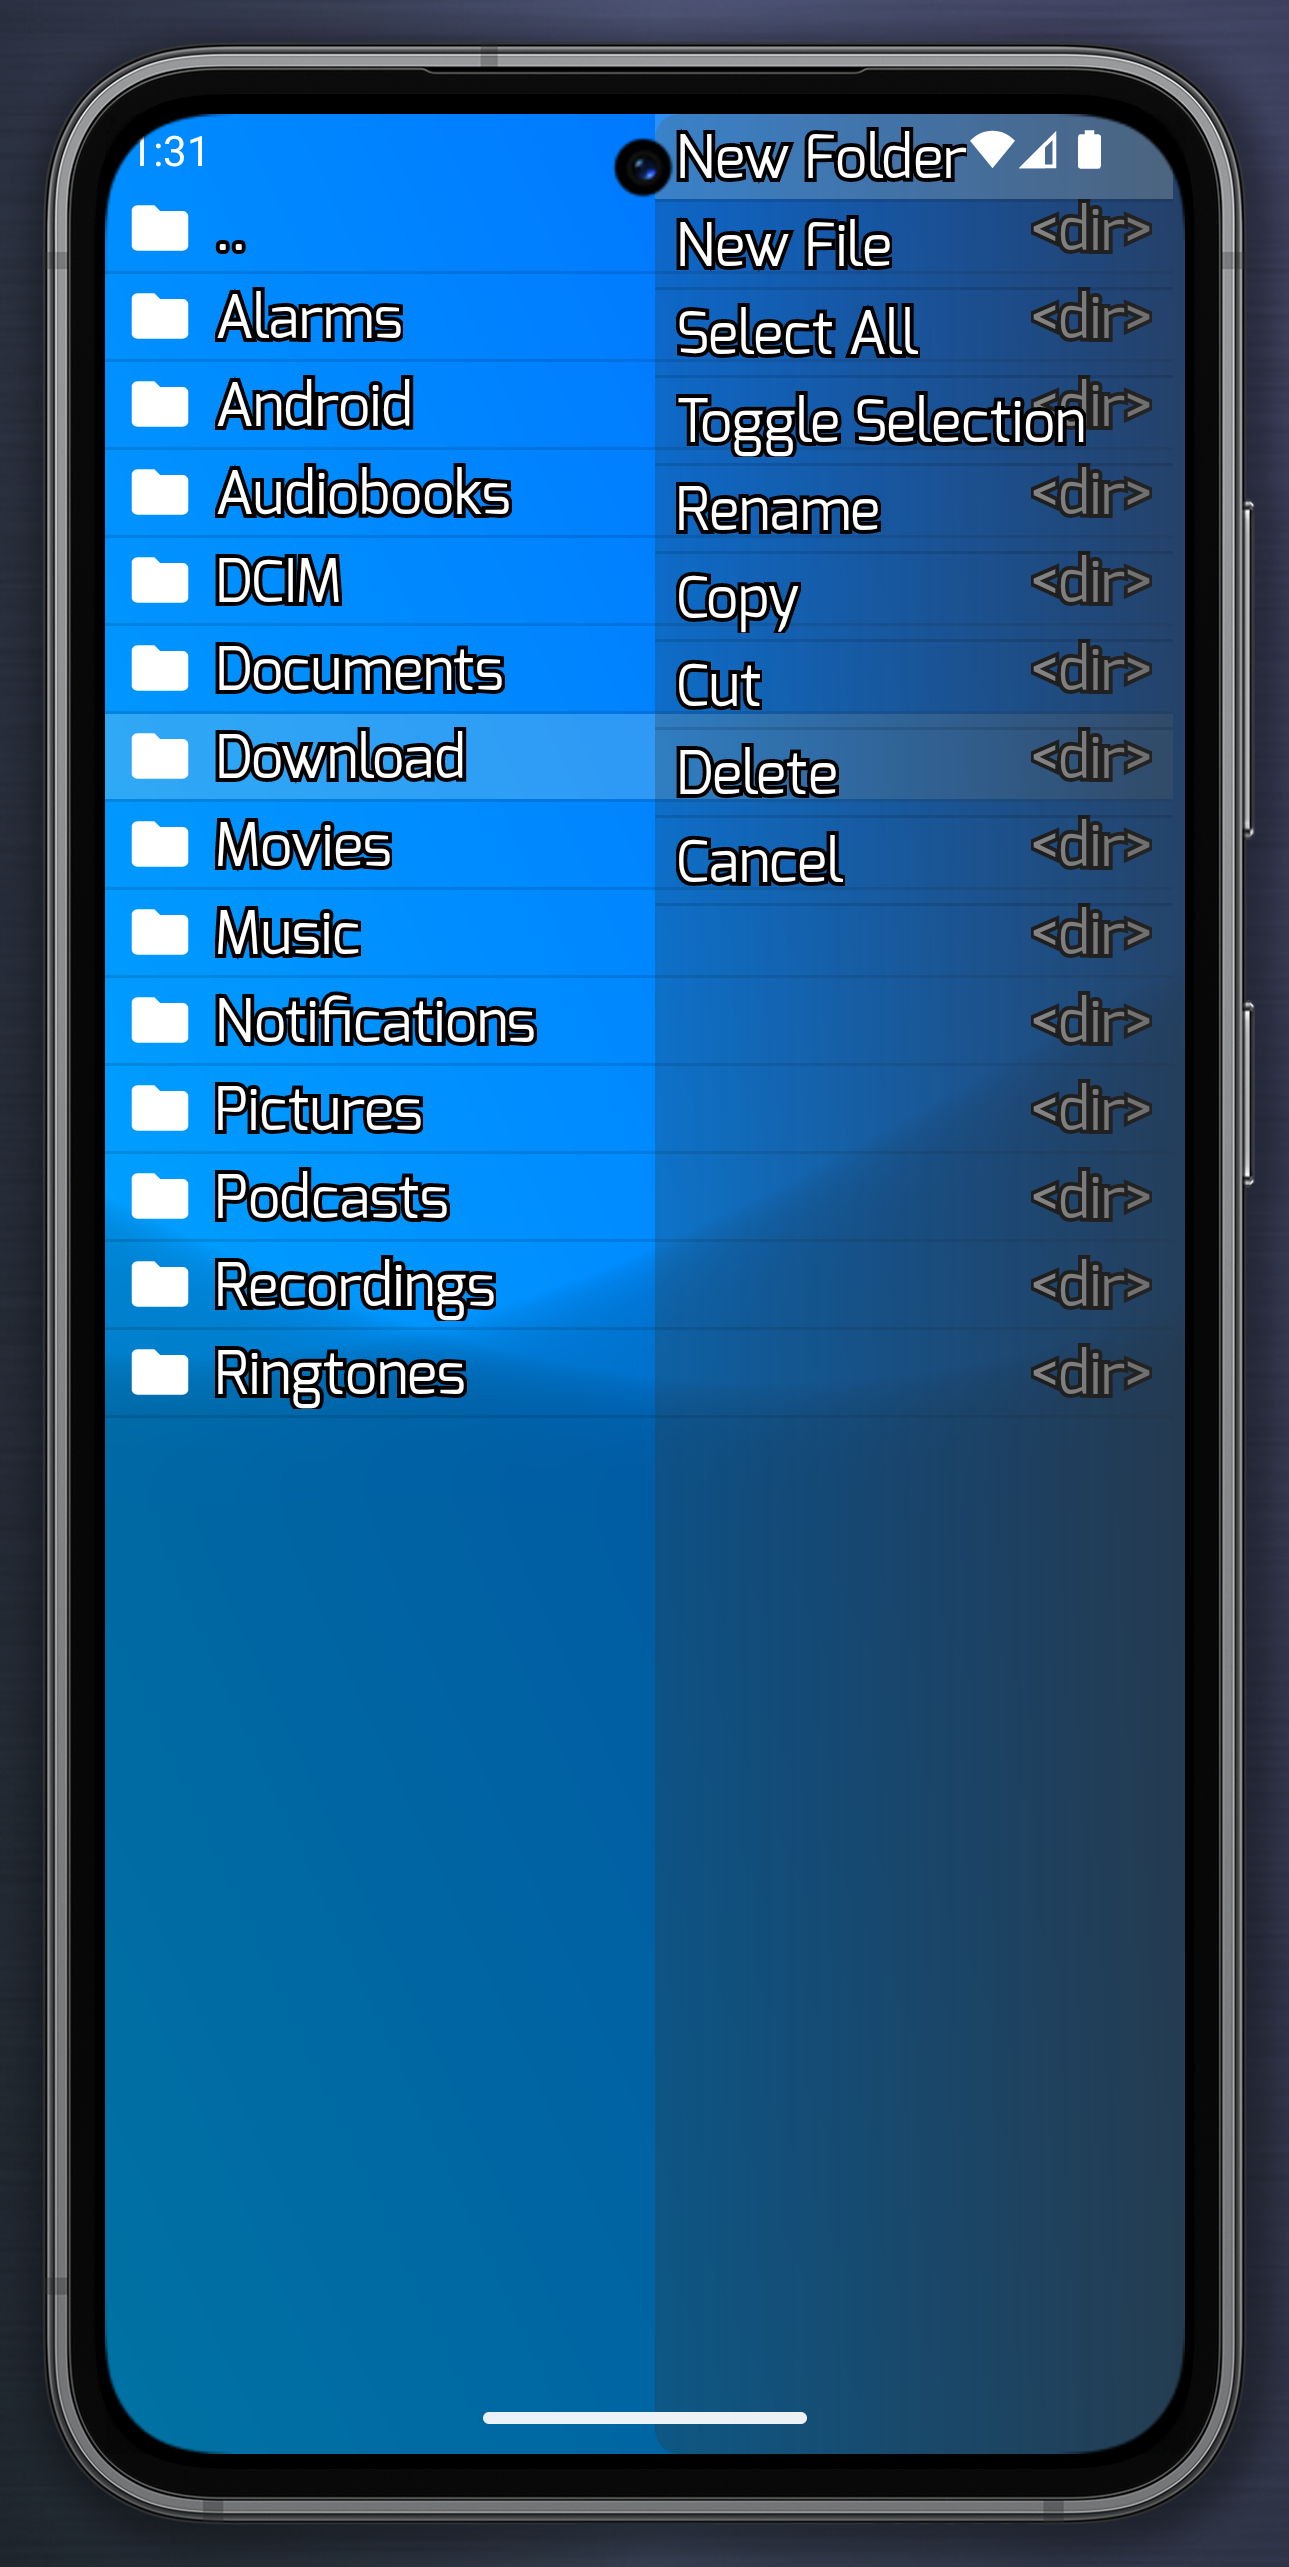 1:31
New Folder
.. <dir>
New File
Alarms <dir>
Select All
Android <dir>
Toggle Selection
Audiobooks <dir>
Rename
DCIM <dir>
Copy
Documents <dir>
Cut
Download <dir>
Delete
Movies <dir>
Cancel
Music <dir>
Notifications <dir>
Pictures <dir>
Podcasts <dir>
Recordings <dir>
Ringtones <dir>